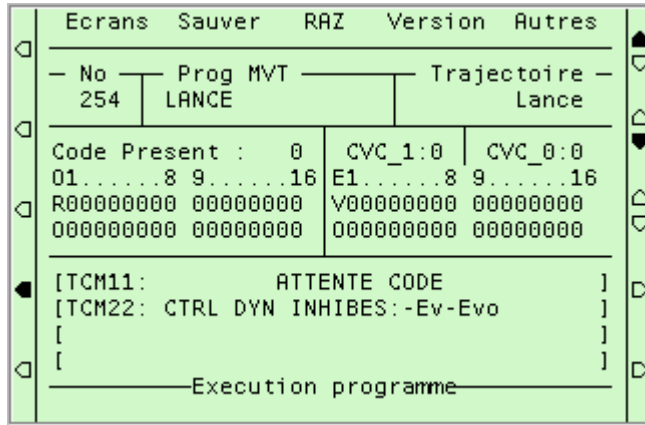 Ecrans Sauver RAZ Version Autres
No Prog MVT Trajectoire
254 LANCE Lance
Code Present : 0 CVC_1:0 CVC_0:0
O1......8 9......16 E1......8 9......16
R00000000 00000000 V00000000 00000000
000000000 00000000 000000000 00000000
[TCM11: ATTENTE CODE ]
[TCM22: CTRL DYN INHIBES:-Ev-Evo ]
[ ]
[ ]
Execution programme